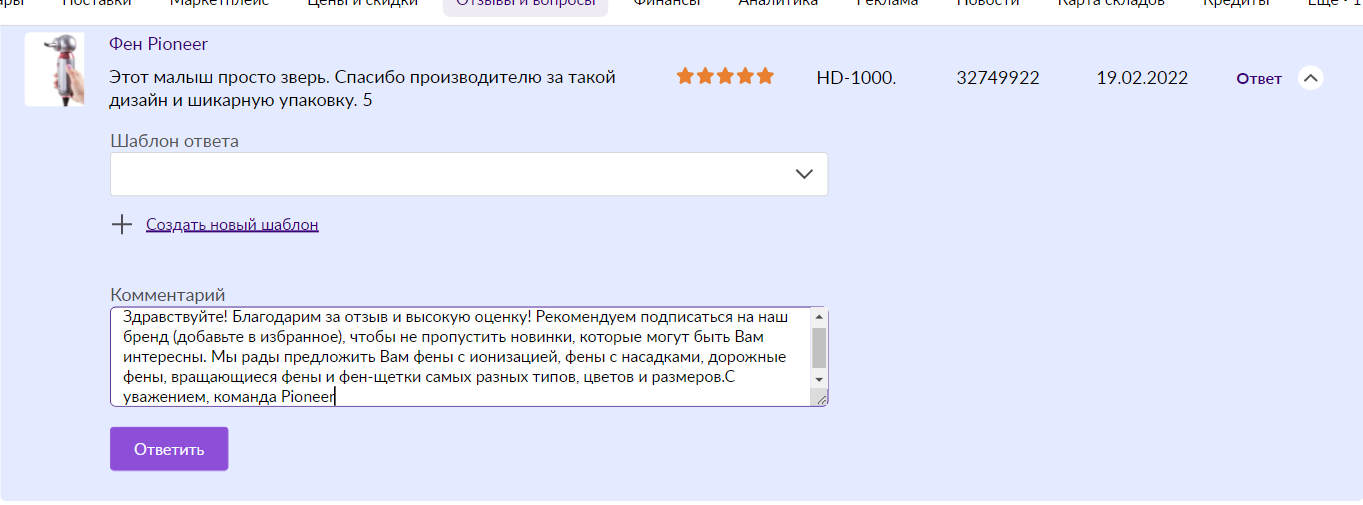 Поставки Маркетплейс Цены и скидки Отзывы и вопросы Финансы Аналитика Реклама Новости Карта складов Кредиты Ещё • 1
Фен Pioneer
Этот малыш просто зверь. Спасибо производителю за такой HD-1000. 32749922 19.02.2022 Ответ
дизайн и шикарную упаковку. 5
Шаблон ответа
Создать новый шаблон
Комментарий
Здравствуйте! Благодарим за отзыв и высокую оценку! Рекомендуем подписаться на наш
бренд (добавьте в избранное), чтобы не пропустить новинки, которые могут быть Вам
интересны. Мы рады предложить Вам фены с ионизацией, фены с насадками, дорожные
фены, вращающиеся фены и фен-щетки самых разных типов, цветов и размеров.С
уважением, команда Pioneer
Ответить